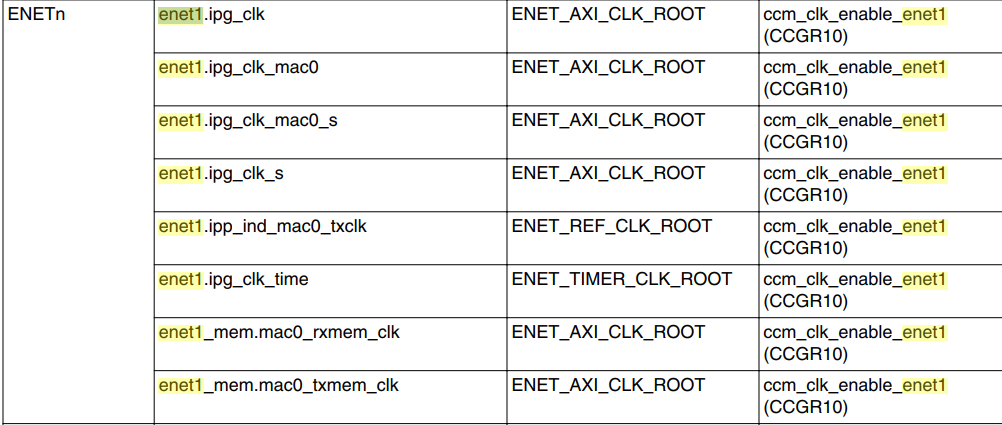 ENETn enet1.ipg_clk ENET_AXI_CLK_ROOT ccm_clk_enable_enet1
(CCGR10)
enet1.ipg_clk_mac0 ENET_AXI_CLK_ROOT ccm_clk_enable_enet1
(CCGR10)
enet1.ipg_clk_mac0_s ENET_AXI_CLK_ROOT ccm_clk_enable_enet1
(CCGR10)
enet1.ipg_clk_s ENET_AXI_CLK_ROOT ccm_clk_enable_enet1
(CCGR10)
enet1.ipp_ind_mac0_txclk ENET_REF_CLK_ROOT ccm_clk_enable_enet1
(CCGR10)
enet1.ipg_clk_time ENET_TIMER_CLK_ROOT ccm_clk_enable_enet1
(CCGR10)
enet1_mem.mac0_rxmem_clk ENET_AXI_CLK_ROOT ccm_clk_enable_enet1
(CCGR10)
enet1_mem.mac0_txmem_clk ENET_AXI_CLK_ROOT ccm_clk_enable_enet1
(CCGR10)